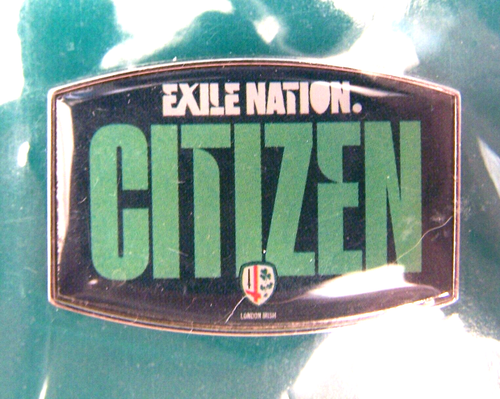 EXILE NATION.
CITIZEN
LONDON IRISH